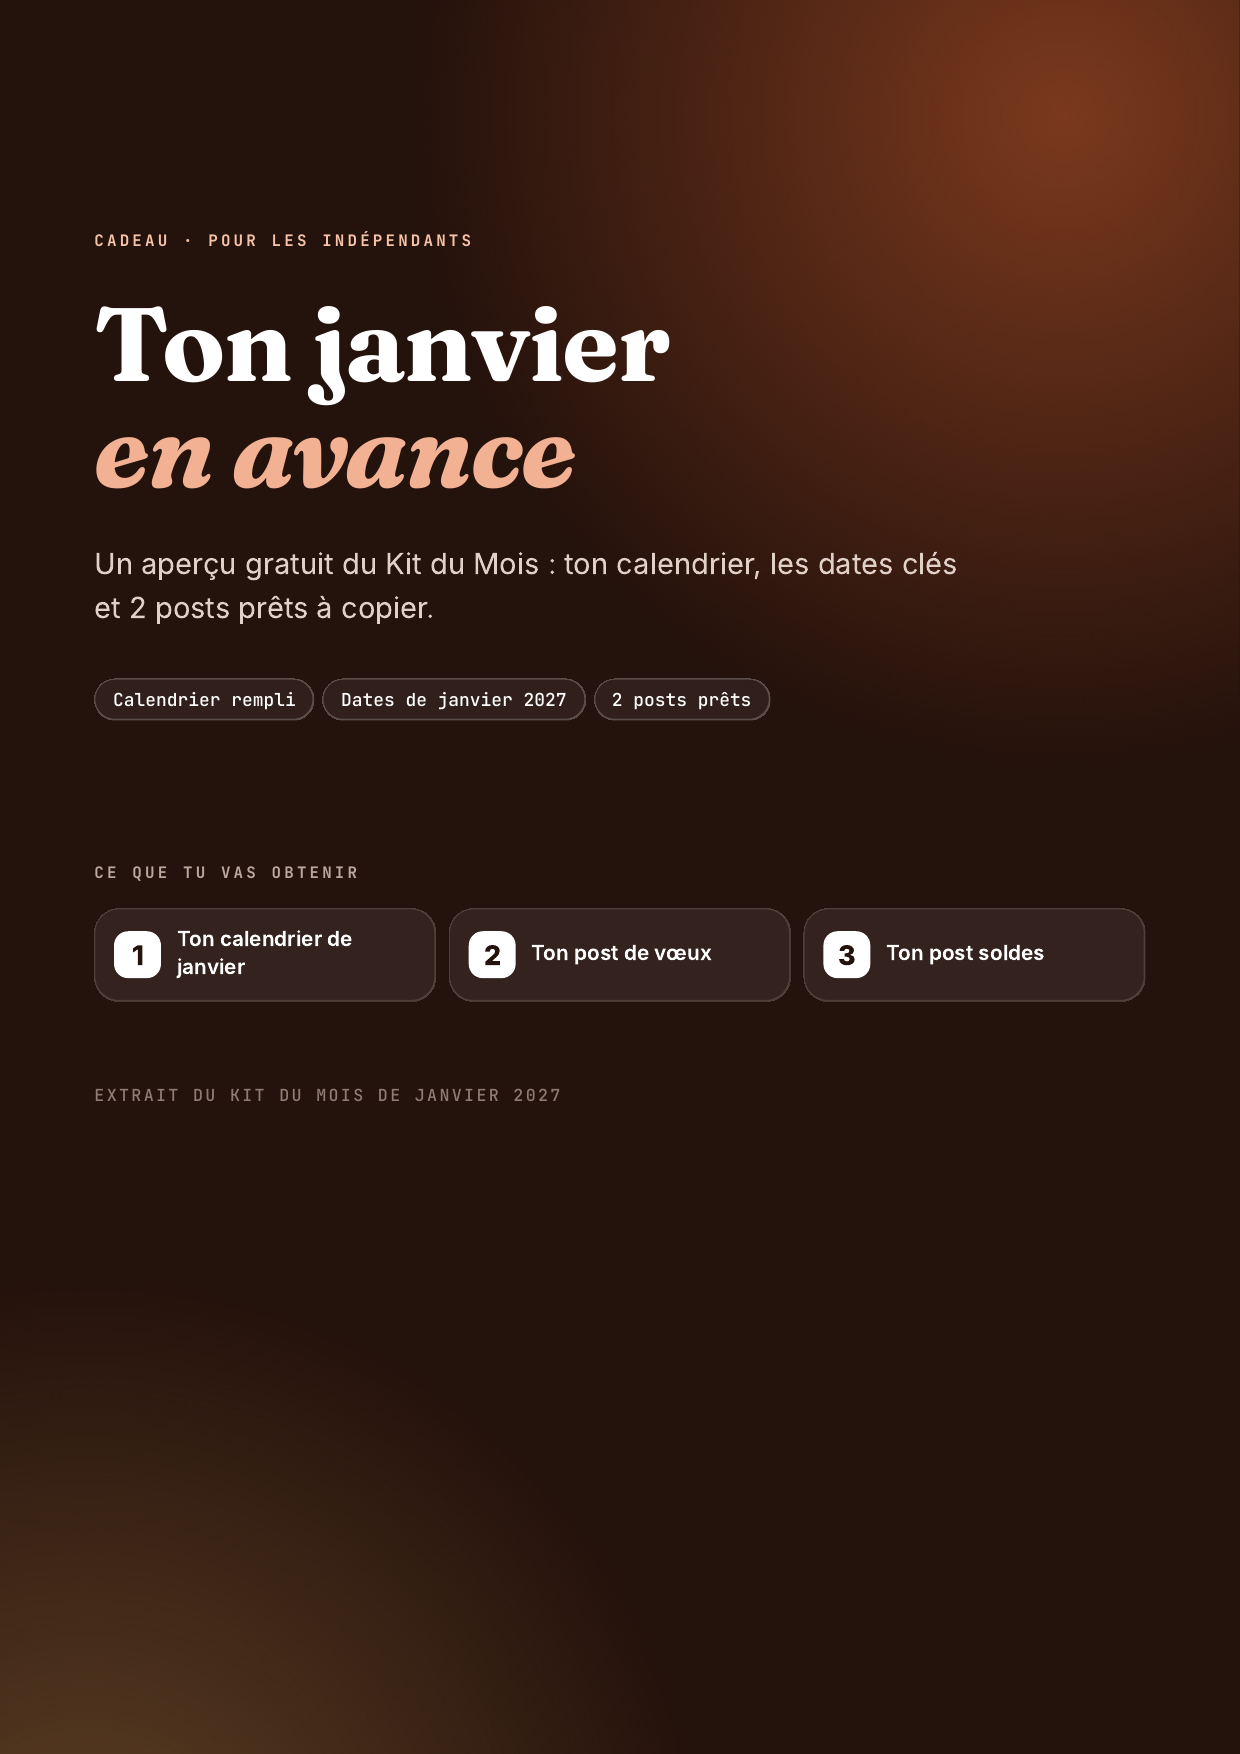 CADEAU · POUR LES INDÉPENDANTS
Ton janvier
en avance
Un aperçu gratuit du Kit du Mois : ton calendrier, les dates clés
et 2 posts prêts à copier.
Calendrier rempli
Dates de janvier 2027
2 posts prêts
CE QUE TU VAS OBTENIR
1
Ton calendrier de
janvier
2
Ton post de vœux
3
Ton post soldes
EXTRAIT DU KIT DU MOIS DE JANVIER 2027